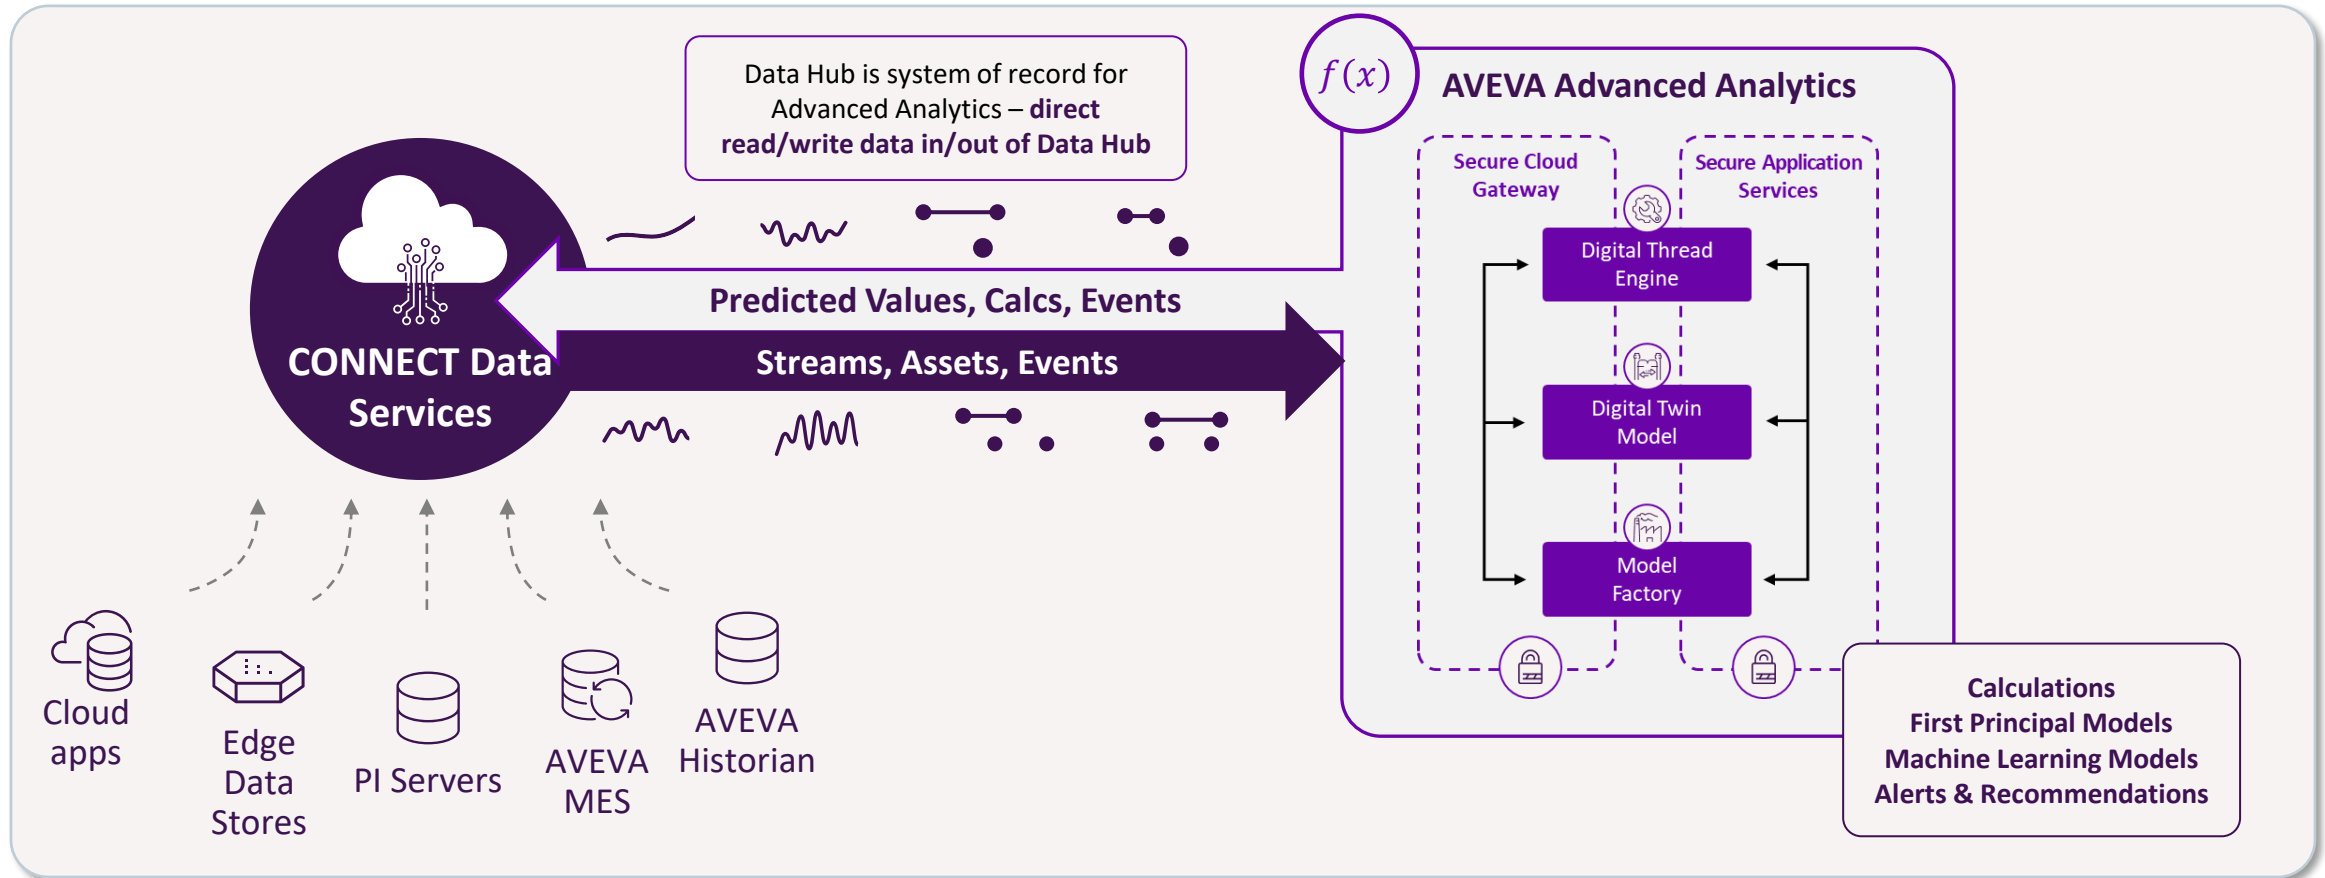 Data Hub is system of record for
Advanced Analytics – direct
read/write data in/out of Data Hub
f(x)
AVEVA Advanced Analytics
Secure Cloud
Gateway
Secure Application
Services
Digital Thread
Engine
Digital Twin
Model
Model
Factory
Predicted Values, Calcs, Events
Streams, Assets, Events
CONNECT Data
Services
Cloud
apps
Edge
Data
Stores
PI Servers
AVEVA
MES
AVEVA
Historian
Calculations
First Principal Models
Machine Learning Models
Alerts & Recommendations